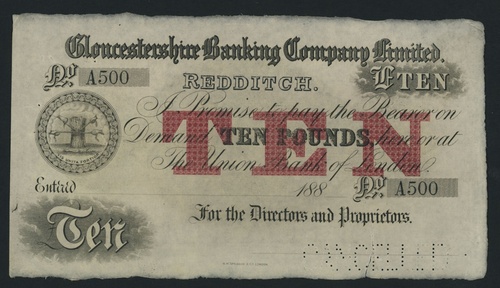 Gloucestershire Banking Company Limited.
No A500
REDDITCH.
£TEN
I Promise to pay the Bearer on
Demand TEN POUNDS, here or at
The Union Bank of London.
TEN
Entd
188
No A500
Ten
For the Directors and Proprietors.